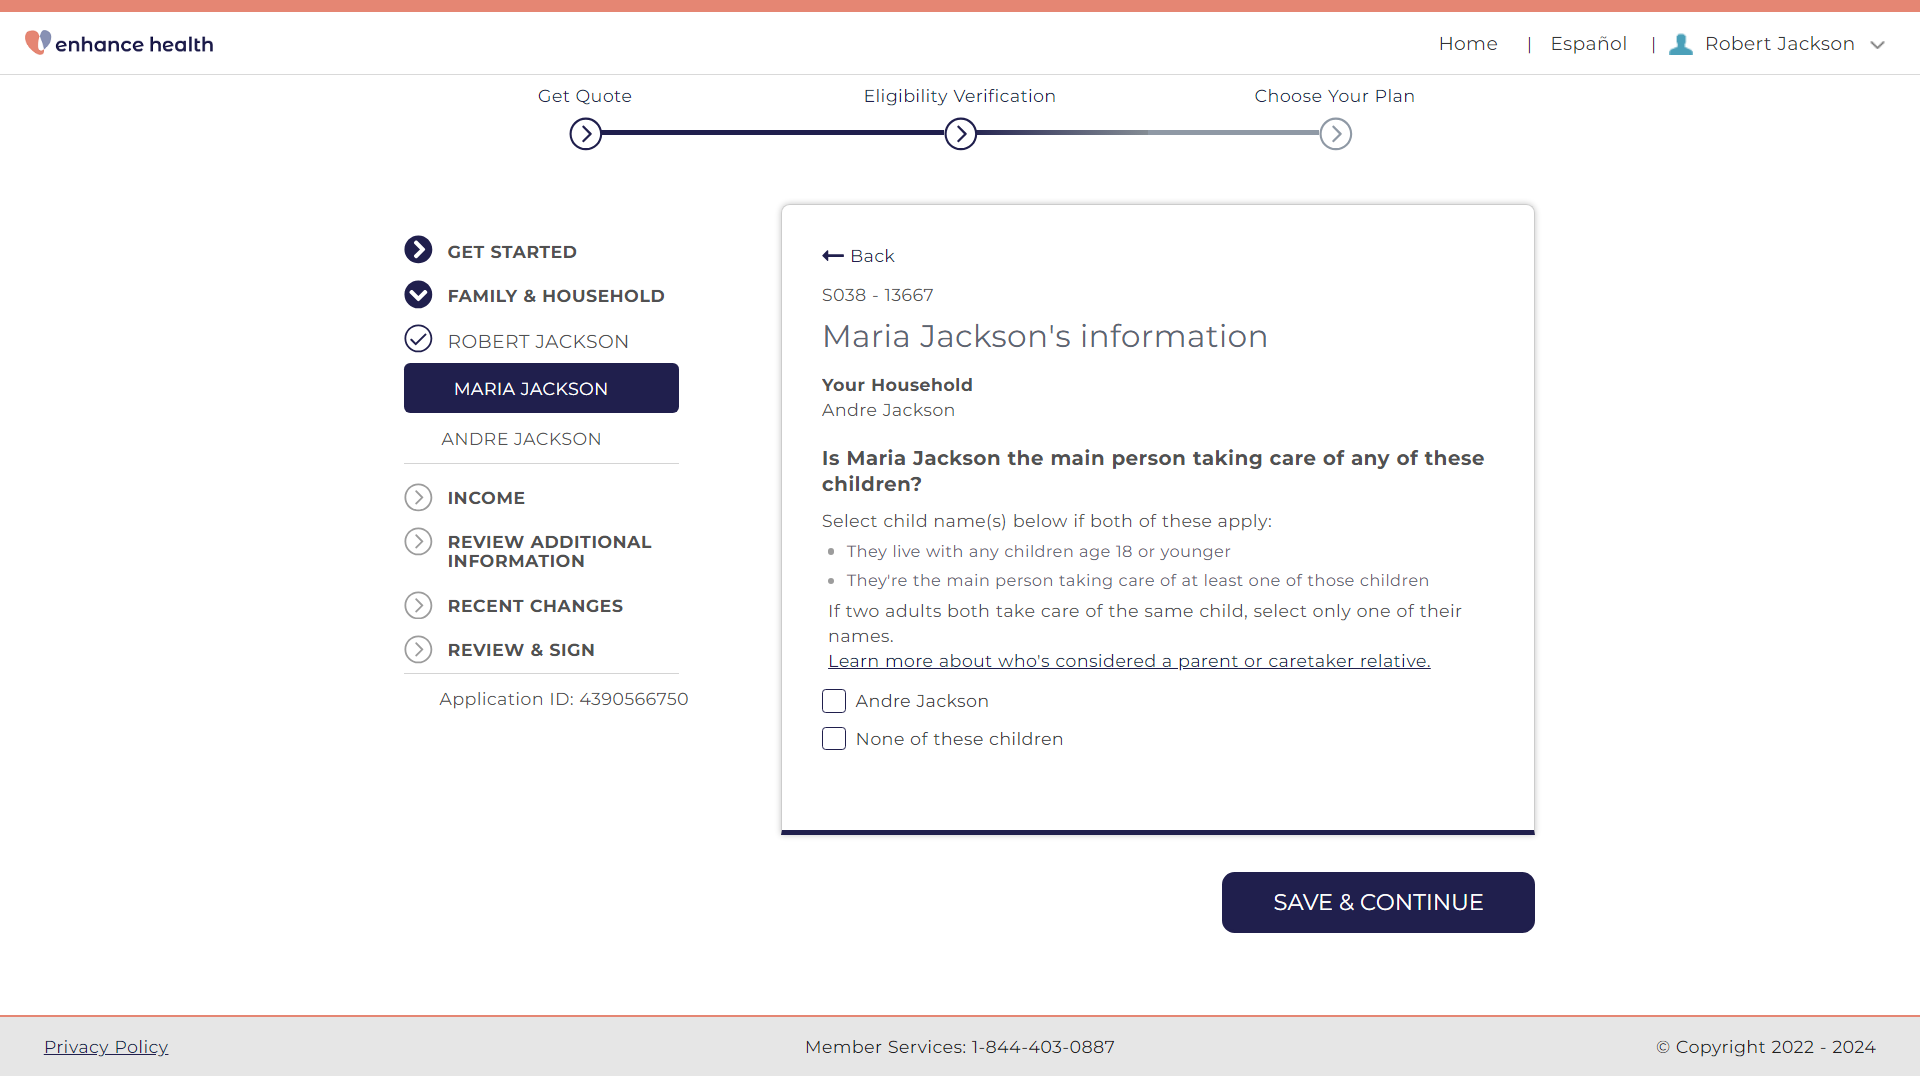 enhance health
Home | Español | Robert Jackson
Get Quote
Eligibility Verification
Choose Your Plan
GET STARTED
FAMILY & HOUSEHOLD
ROBERT JACKSON
MARIA JACKSON
ANDRE JACKSON
INCOME
REVIEW ADDITIONAL
INFORMATION
RECENT CHANGES
REVIEW & SIGN
Application ID: 4390566750
Back
S038 - 13667
Maria Jackson's information
Your Household
Andre Jackson
Is Maria Jackson the main person taking care of any of these
children?
Select child name(s) below if both of these apply:
They live with any children age 18 or younger
They're the main person taking care of at least one of those children
If two adults both take care of the same child, select only one of their
names.
Learn more about who's considered a parent or caretaker relative.
Andre Jackson
None of these children
SAVE & CONTINUE
Privacy Policy
Member Services: 1-844-403-0887
© Copyright 2022 - 2024